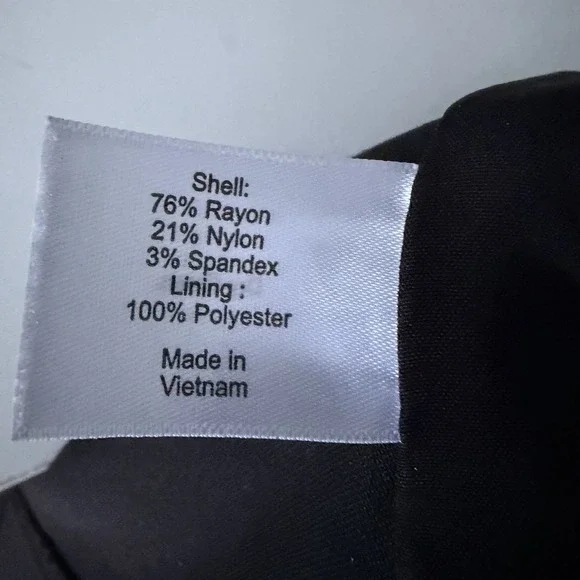 Shell:
76% Rayon
21% Nylon
3% Spandex
Lining :
100% Polyester
Made in
Vietnam